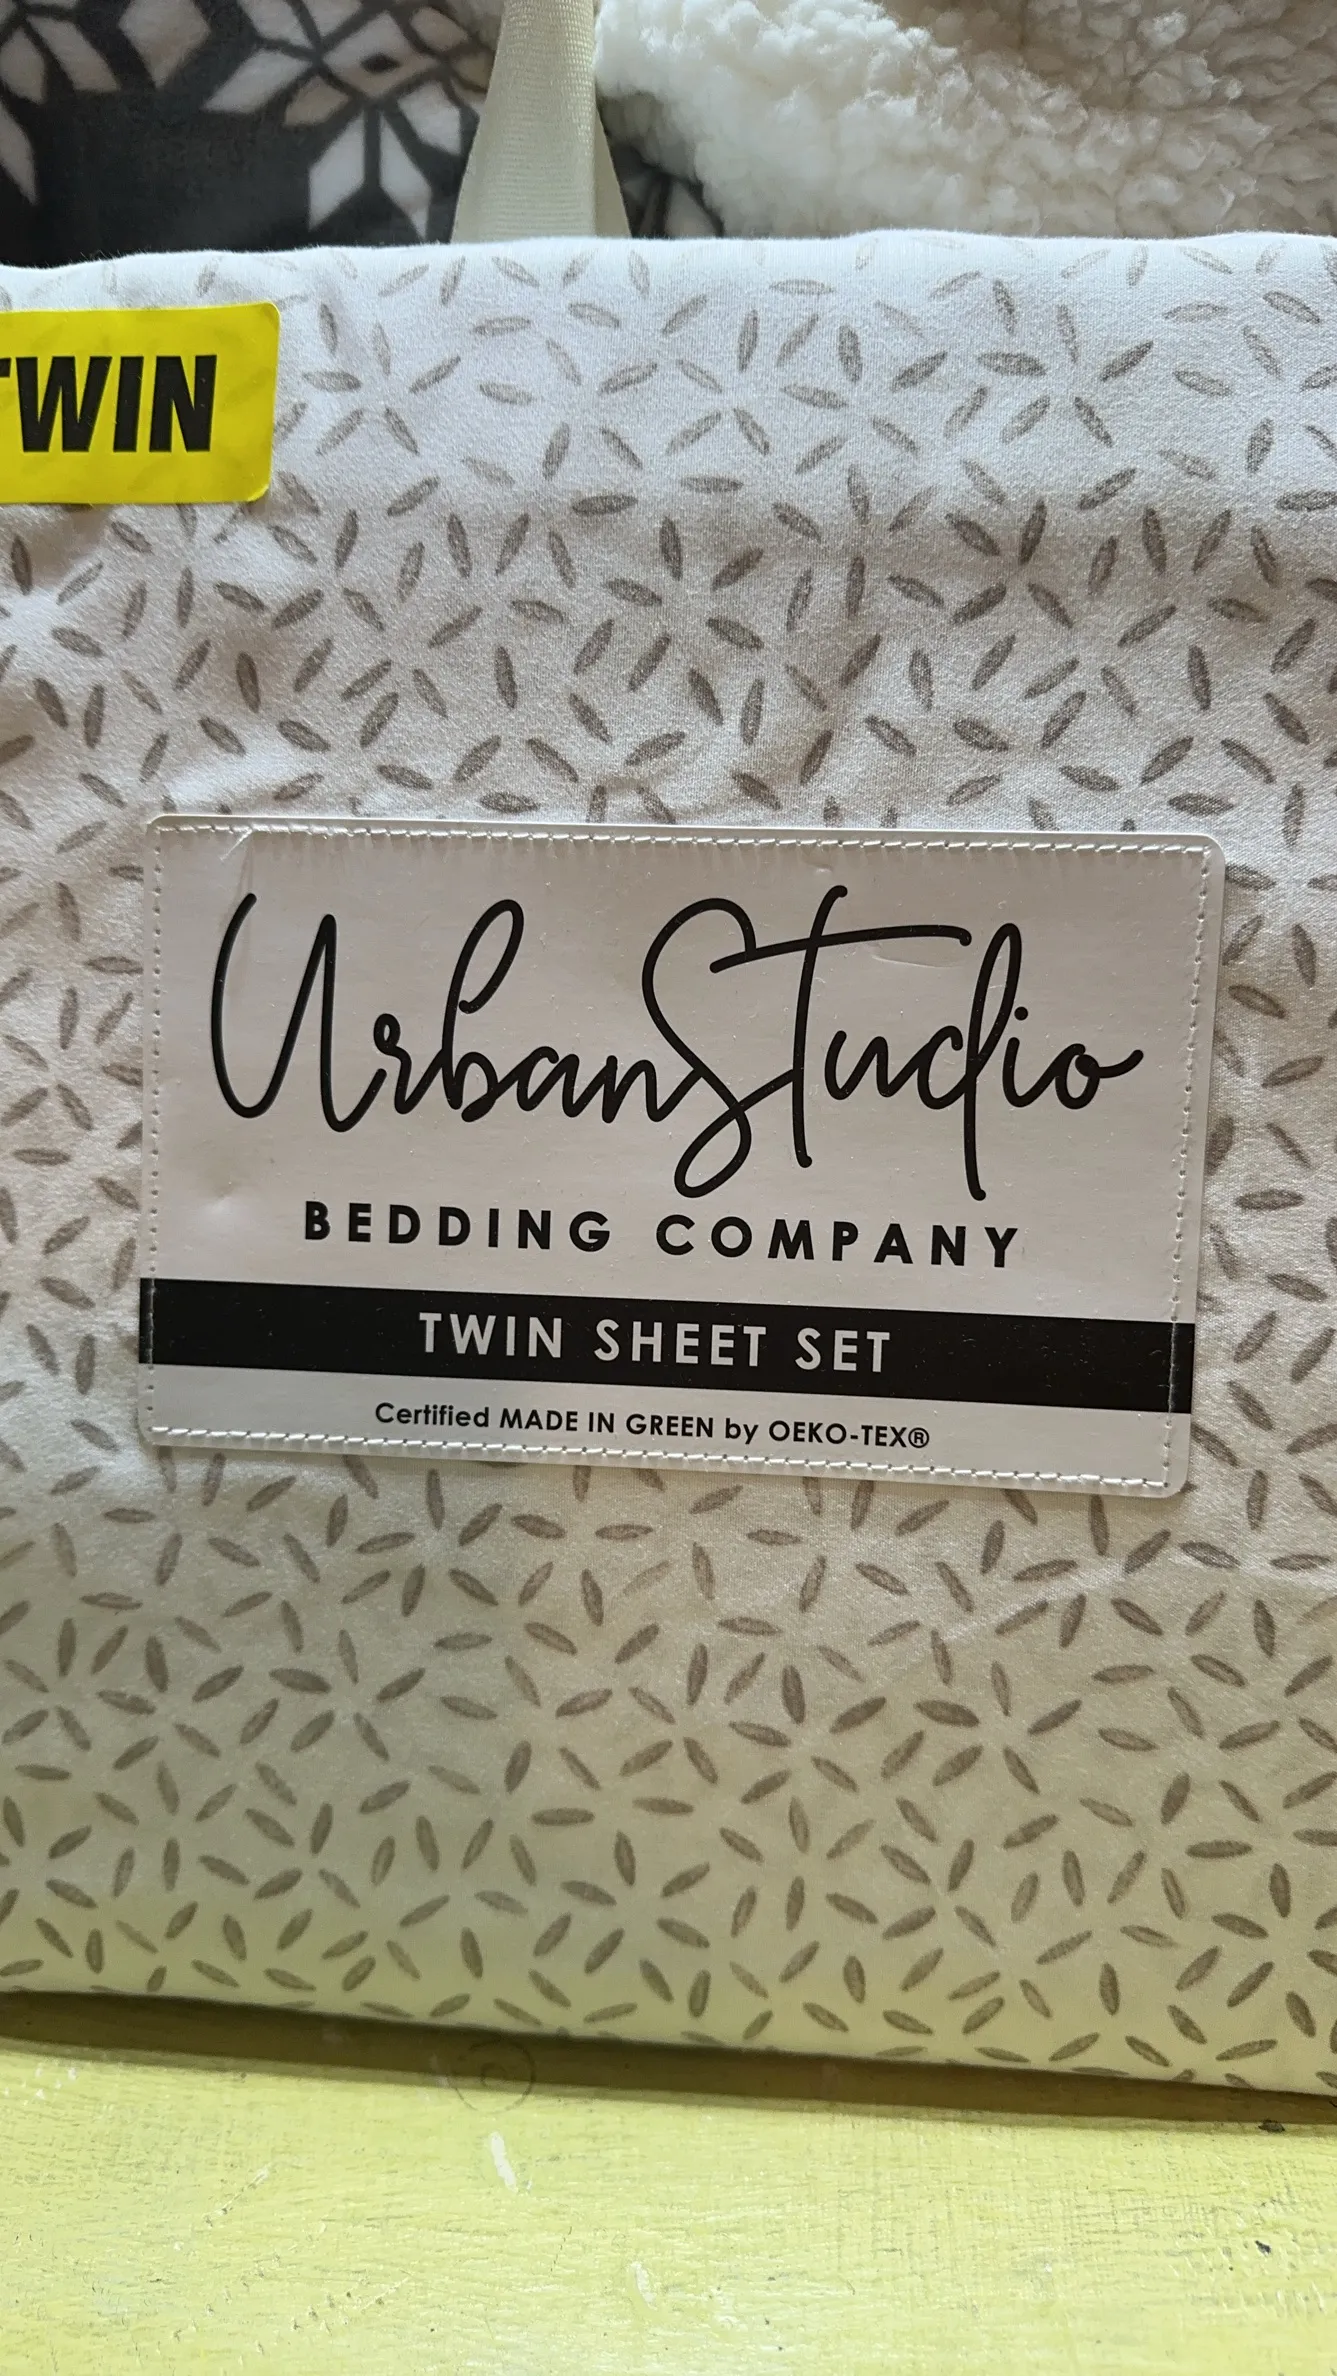 TWIN
UrbanStudio
BEDDING COMPANY
TWIN SHEET SET
Certified MADE IN GREEN by OEKO-TEX®